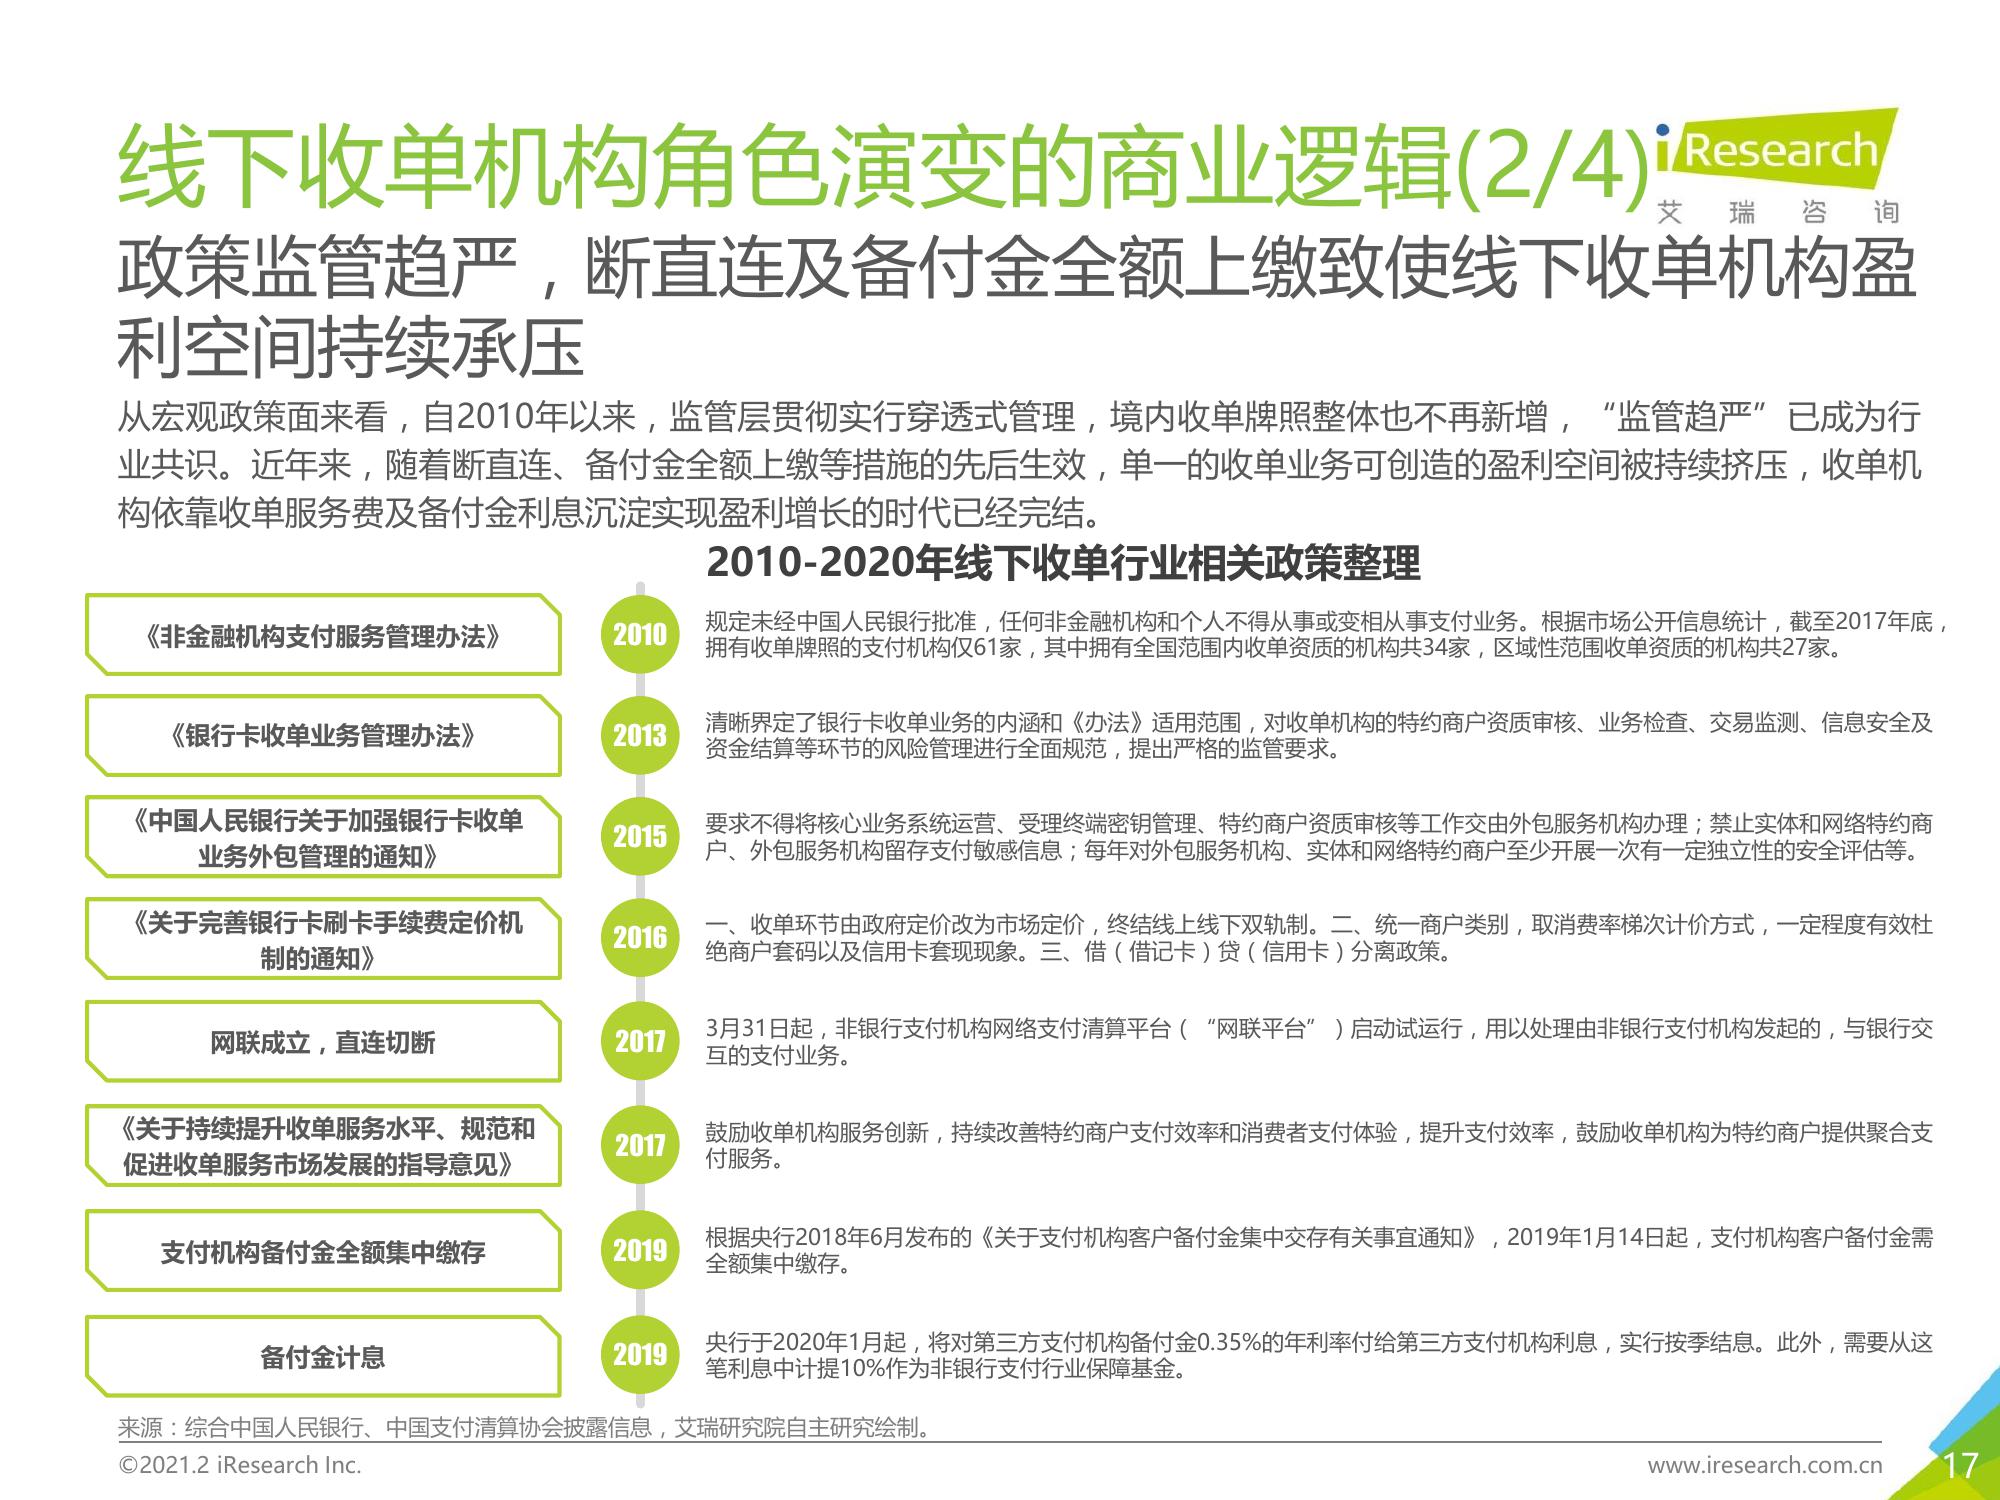 线下收单机构角色演变的商业逻辑(2/4)
iResearch
艾瑞咨询
政策监管趋严，断直连及备付金全额上缴致使线下收单机构盈
利空间持续承压
从宏观政策面来看，自2010年以来，监管层贯彻实行穿透式管理，境内收单牌照整体也不再新增，“监管趋严”已成为行
业共识。近年来，随着断直连、备付金全额上缴等措施的先后生效，单一的收单业务可创造的盈利空间被持续挤压，收单机
构依靠收单服务费及备付金利息沉淀实现盈利增长的时代已经完结。
2010-2020年线下收单行业相关政策整理
《非金融机构支付服务管理办法》
2010
规定未经中国人民银行批准，任何非金融机构和个人不得从事或变相从事支付业务。根据市场公开信息统计，截至2017年底，
拥有收单牌照的支付机构仅61家，其中拥有全国范围内收单资质的机构共34家，区域性范围收单资质的机构共27家。
《银行卡收单业务管理办法》
2013
清晰界定了银行卡收单业务的内涵和《办法》适用范围，对收单机构的特约商户资质审核、业务检查、交易监测、信息安全及
资金结算等环节的风险管理进行全面规范，提出严格的监管要求。
《中国人民银行关于加强银行卡收单
业务外包管理的通知》
2015
要求不得将核心业务系统运营、受理终端密钥管理、特约商户资质审核等工作交由外包服务机构办理；禁止实体和网络特约商
户、外包服务机构留存支付敏感信息；每年对外包服务机构、实体和网络特约商户至少开展一次有一定独立性的安全评估等。
《关于完善银行卡刷卡手续费定价机
制的通知》
2016
一、收单环节由政府定价改为市场定价，终结线上线下双轨制。二、统一商户类别，取消费率梯次计价方式，一定程度有效杜
绝商户套码以及信用卡套现现象。三、借（借记卡）贷（信用卡）分离政策。
网联成立，直连切断
2017
3月31日起，非银行支付机构网络支付清算平台（“网联平台”）启动试运行，用以处理由非银行支付机构发起的，与银行交
互的支付业务。
《关于持续提升收单服务水平、规范和
促进收单服务市场发展的指导意见》
2017
鼓励收单机构服务创新，持续改善特约商户支付效率和消费者支付体验，提升支付效率，鼓励收单机构为特约商户提供聚合支
付服务。
支付机构备付金全额集中缴存
2019
根据央行2018年6月发布的《关于支付机构客户备付金集中交存有关事宜通知》，2019年1月14日起，支付机构客户备付金需
全额集中缴存。
备付金计息
2019
央行于2020年1月起，将对第三方支付机构备付金0.35%的年利率付给第三方支付机构利息，实行按季结息。此外，需要从这
笔利息中计提10%作为非银行支付行业保障基金。
来源：综合中国人民银行、中国支付清算协会披露信息，艾瑞研究院自主研究绘制。
©2021.2 iResearch Inc.
www.iresearch.com.cn
17